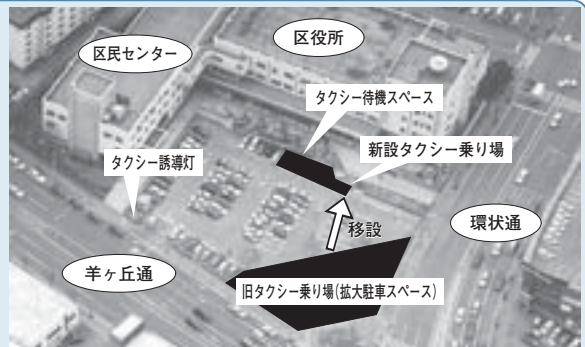 区役所
区民センター
タクシー待機スペース
新設タクシー乗り場
タクシー誘導灯
環状通
移設
羊ヶ丘通
旧タクシー乗り場(拡大駐車スペース)